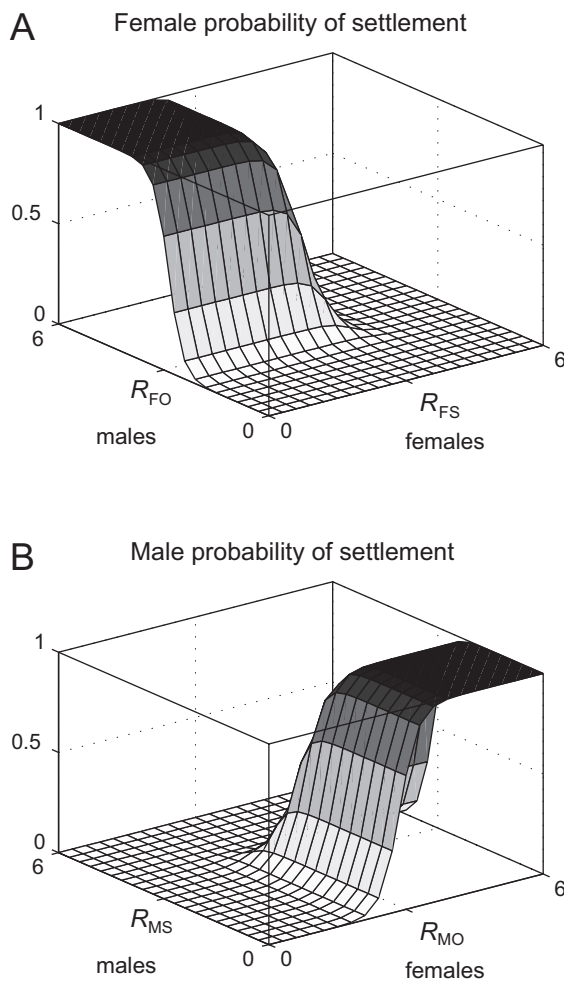 A Female probability of settlement
1
0.5
0
6
R_FO
R_FS
6
males
0 0
females
B Male probability of settlement
1
0.5
0
6
R_MS
R_MO
6
males
0 0
females